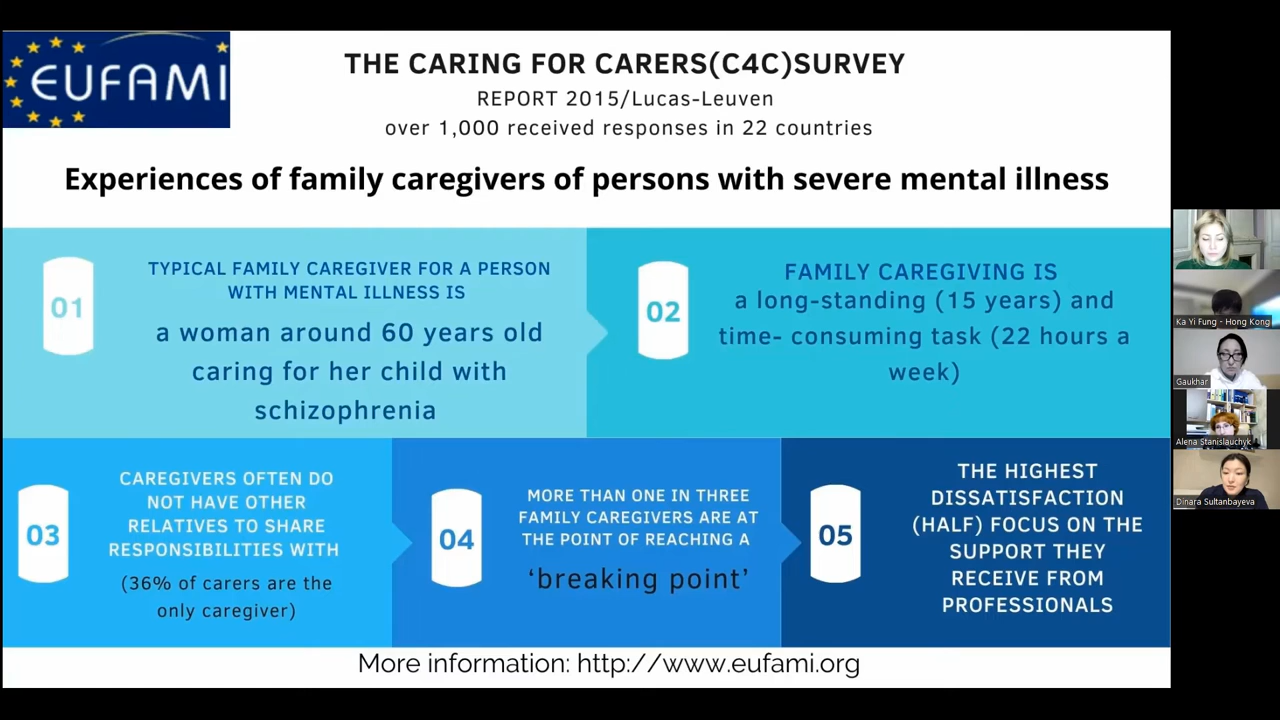 EUFAMI
THE CARING FOR CARERS(C4C)SURVEY
REPORT 2015/Lucas-Leuven
over 1,000 received responses in 22 countries
Experiences of family caregivers of persons with severe mental illness
01
TYPICAL FAMILY CAREGIVER FOR A PERSON
WITH MENTAL ILLNESS IS
a woman around 60 years old
caring for her child with
schizophrenia
02
FAMILY CAREGIVING IS
a long-standing (15 years) and
time- consuming task (22 hours a
week)
03
CAREGIVERS OFTEN DO
NOT HAVE OTHER
RELATIVES TO SHARE
RESPONSIBILITIES WITH
(36% of carers are the
only caregiver)
04
MORE THAN ONE IN THREE
FAMILY CAREGIVERS ARE AT
THE POINT OF REACHING A
‘breaking point’
05
THE HIGHEST
DISSATISFACTION
(HALF) FOCUS ON THE
SUPPORT THEY
RECEIVE FROM
PROFESSIONALS
More information: http://www.eufami.org
Ka Yi Fung - Hong Kong
Gaukhar
Alena Stanislauchyk
Dinara Sultanbayeva